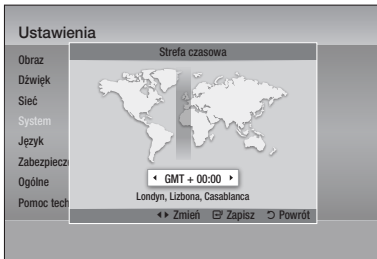 Ustawienia
Strefa czasowa
Obraz
Dźwięk
Sieć
System
Język
Zabezpiecz
Ogólne
Pomoc tech
GMT + 00:00
Londyn, Lizbona, Casablanca
Zmień Zapisz Powrót